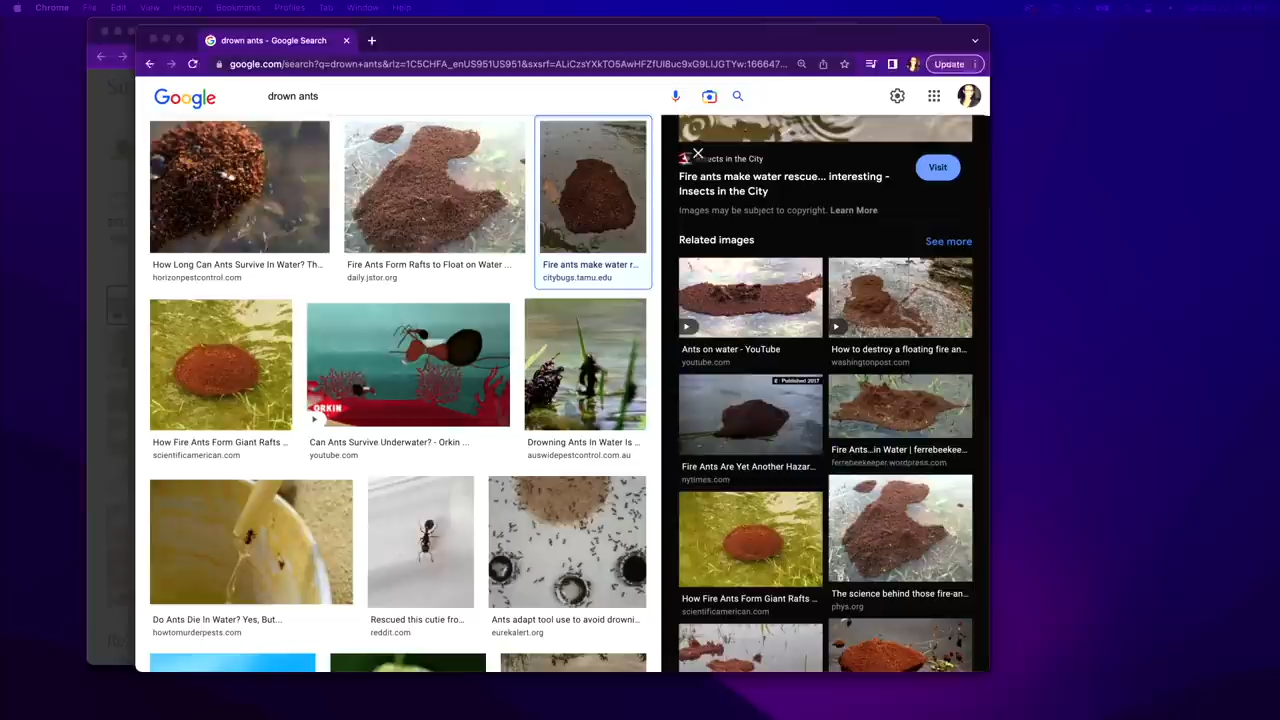 Chrome File Edit View History Bookmarks Profiles Tab Window Help
drown ants - Google Search
google.com/search?q=drown+ants&rlz=1C5CHFA_enUS951US951&sxsrf=ALiCzsYXkTO5AwHFZfUl8uc9xG9LIJGTYw:166647...
Update
Google
drown ants
How Long Can Ants Survive In Water? Th...
horizonpestcontrol.com
Fire Ants Form Rafts to Float on Water ...
daily.jstor.org
Fire ants make water r...
citybugs.tamu.edu
How Fire Ants Form Giant Rafts ...
scientificamerican.com
ORKIN
Can Ants Survive Underwater? - Orkin ...
youtube.com
Drowning Ants In Water Is ...
auswidepestcontrol.com.au
Do Ants Die In Water? Yes, But...
howtomurderpests.com
Rescued this cutie fro...
reddit.com
Ants adapt tool use to avoid drowni...
eurekalert.org
Insects in the City
Visit
Fire ants make water rescue... interesting -
Insects in the City
Images may be subject to copyright. Learn More
Related images
See more
Ants on water - YouTube
youtube.com
How to destroy a floating fire an...
washingtonpost.com
Published 2017
Fire Ants Are Yet Another Hazar...
nytimes.com
Fire Ants...in Water | ferrebeekee...
ferrebeekeeper.wordpress.com
How Fire Ants Form Giant Rafts ...
scientificamerican.com
The science behind those fire-an...
phys.org